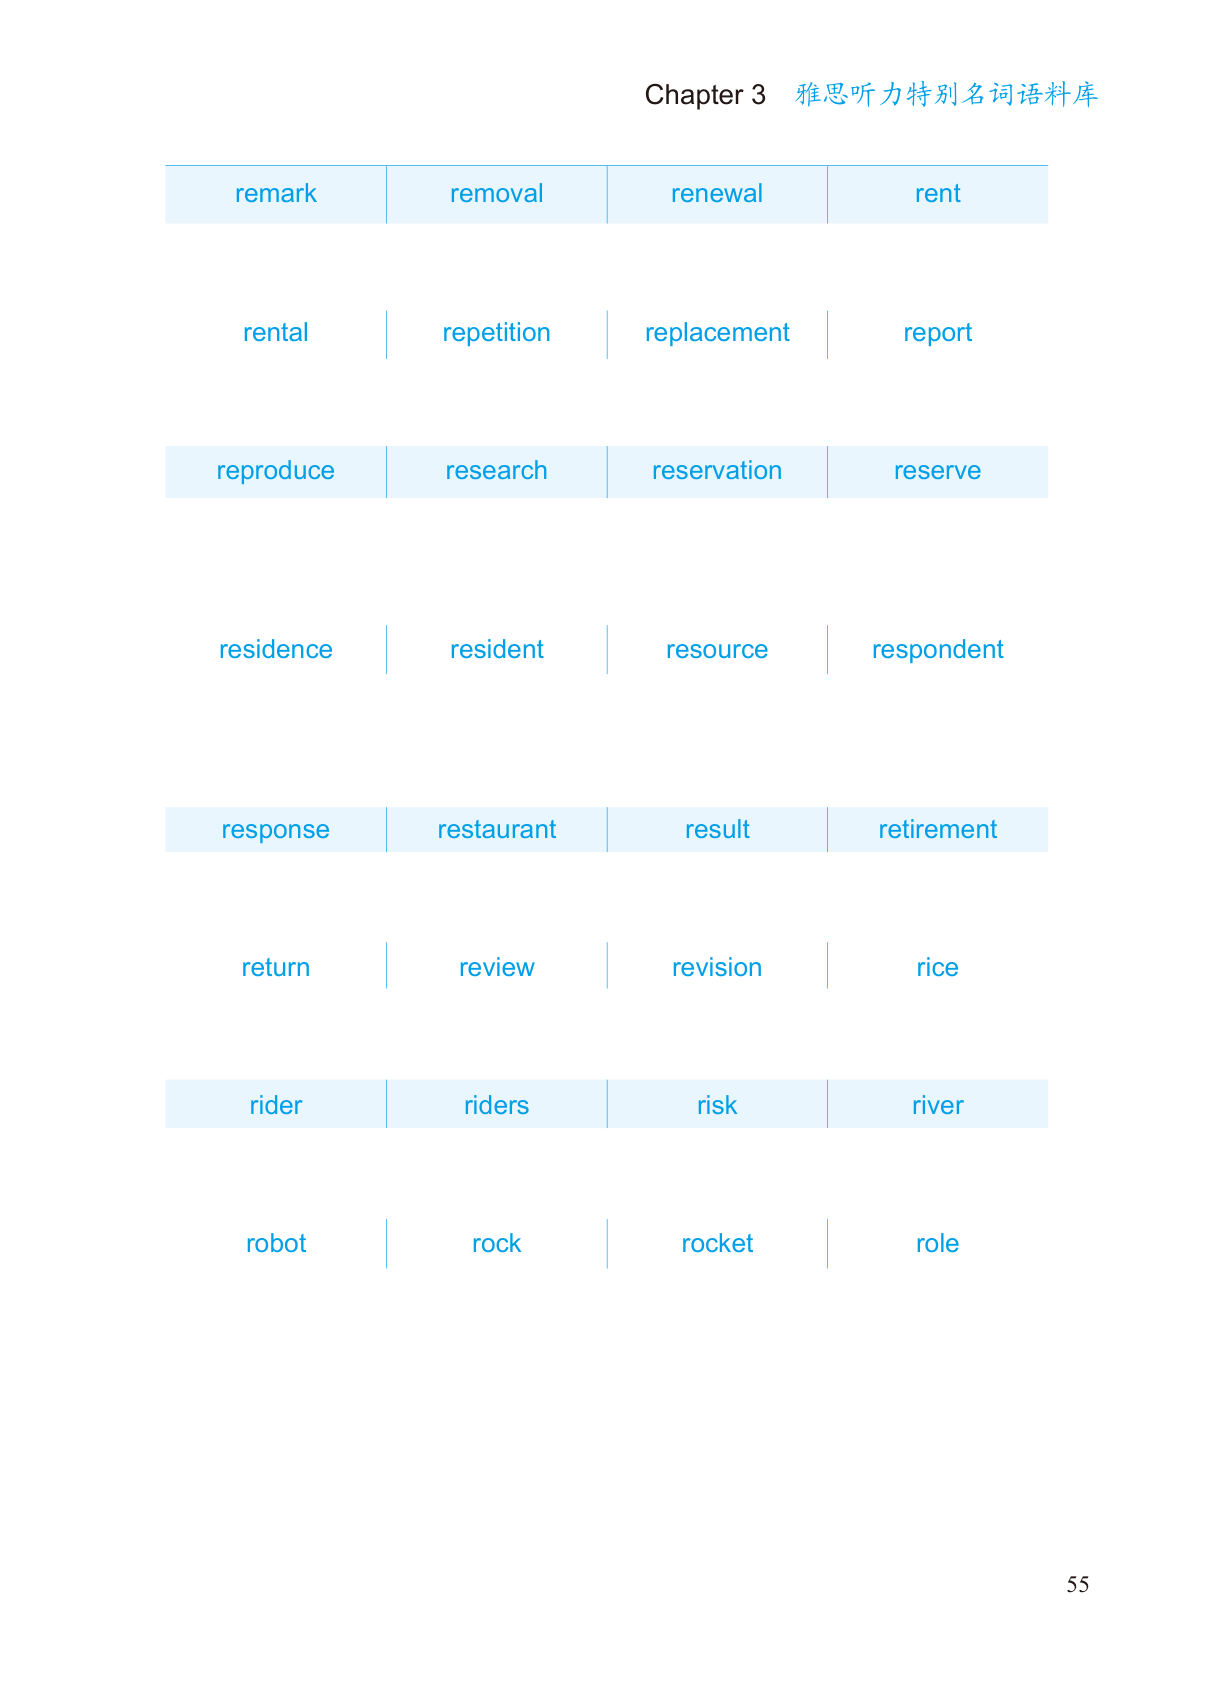 Chapter 3 雅思听力特别名词语料库
remark removal renewal rent
rental repetition replacement report
reproduce research reservation reserve
residence resident resource respondent
response restaurant result retirement
return review revision rice
rider riders risk river
robot rock rocket role
55